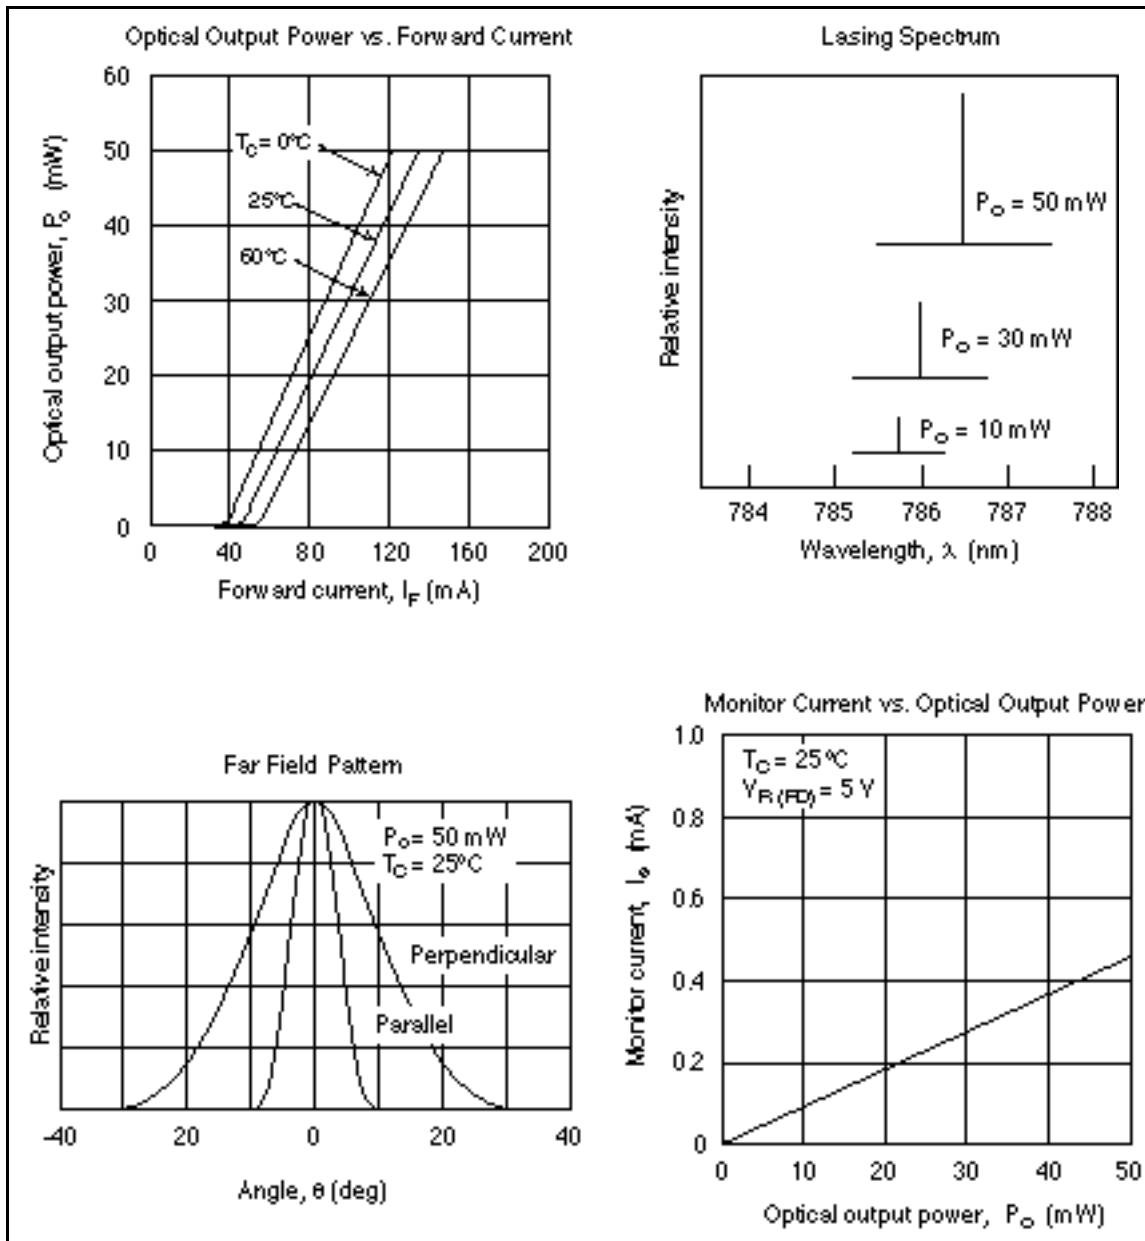 Optical Output Power vs. Forward Current
60
50
40
30
20
10
0
Optical output power, Po (mW)
TC = 0°C
25°C
60°C
0 40 80 120 160 200
Forward current, IF (mA)
Lasing Spectrum
Relative intensity
PO = 50 mW
PO = 30 mW
PO = 10 mW
784 785 786 787 788
Wavelength, λ (nm)
Far Field Pattern
Relative intensity
Po = 50 mW
TC = 25°C
Perpendicular
Parallel
-40 20 0 20 40
Angle, θ (deg)
Monitor Current vs. Optical Output Power
1.0
0.8
0.6
0.4
0.2
0
Monitor current, Is (mA)
TC = 25°C
VR (PD) = 5 V
0 10 20 30 40 50
Optical output power, PO (mW)